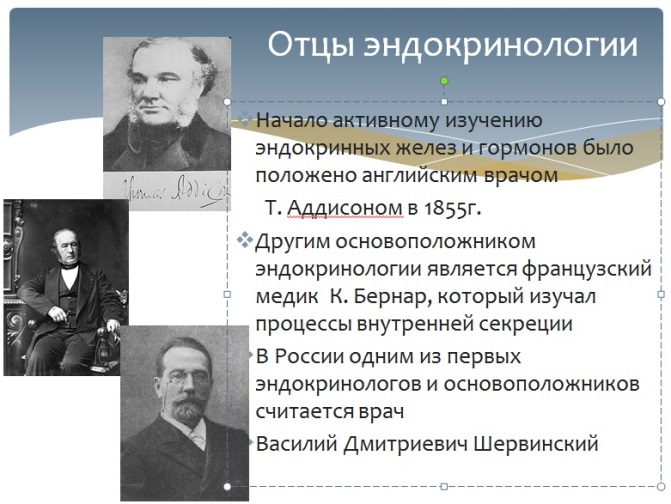 Отцы эндокринологии
Thomas Addison
Начало активному изучению
эндокринных желез и гормонов было
положено английским врачом
Т. Аддисоном в 1855г.
Другим основоположником
эндокринологии является французский
медик К. Бернар, который изучал
процессы внутренней секреции
В России одним из первых
эндокринологов и основоположников
считается врач
Василий Дмитриевич Шервинский